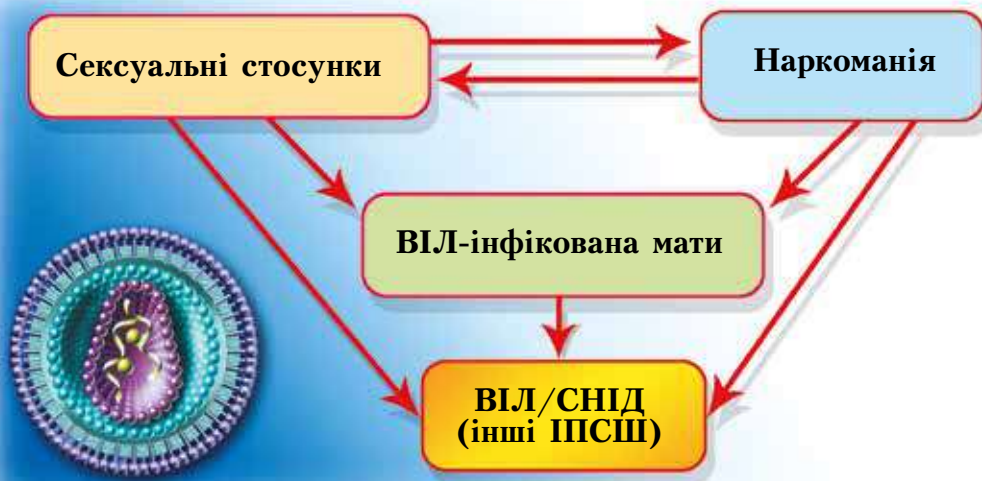 Сексуальні стосунки
Наркоманія
ВІЛ-інфікована мати
ВІЛ/СНІД
(інші ІПСШ)